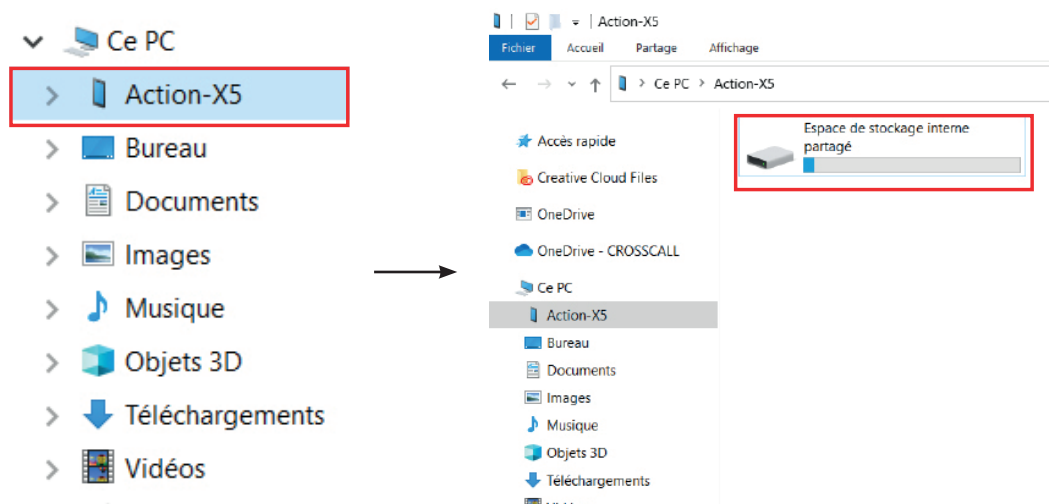 Ce PC
Action-X5
Bureau
Documents
Images
Musique
Objets 3D
Téléchargements
Vidéos
Action-X5
Fichier Accueil Partage Affichage
Ce PC > Action-X5
Accès rapide
Creative Cloud Files
OneDrive
OneDrive - CROSSCALL
Ce PC
Action-X5
Bureau
Documents
Images
Musique
Objets 3D
Téléchargements
Espace de stockage interne
partagé